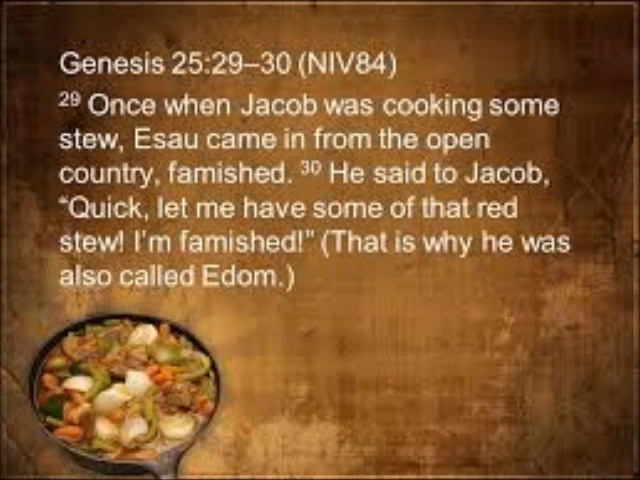 Genesis 25:29–30 (NIV84)
29 Once when Jacob was cooking some
stew, Esau came in from the open
country, famished. 30 He said to Jacob,
“Quick, let me have some of that red
stew! I’m famished!” (That is why he was
also called Edom.)